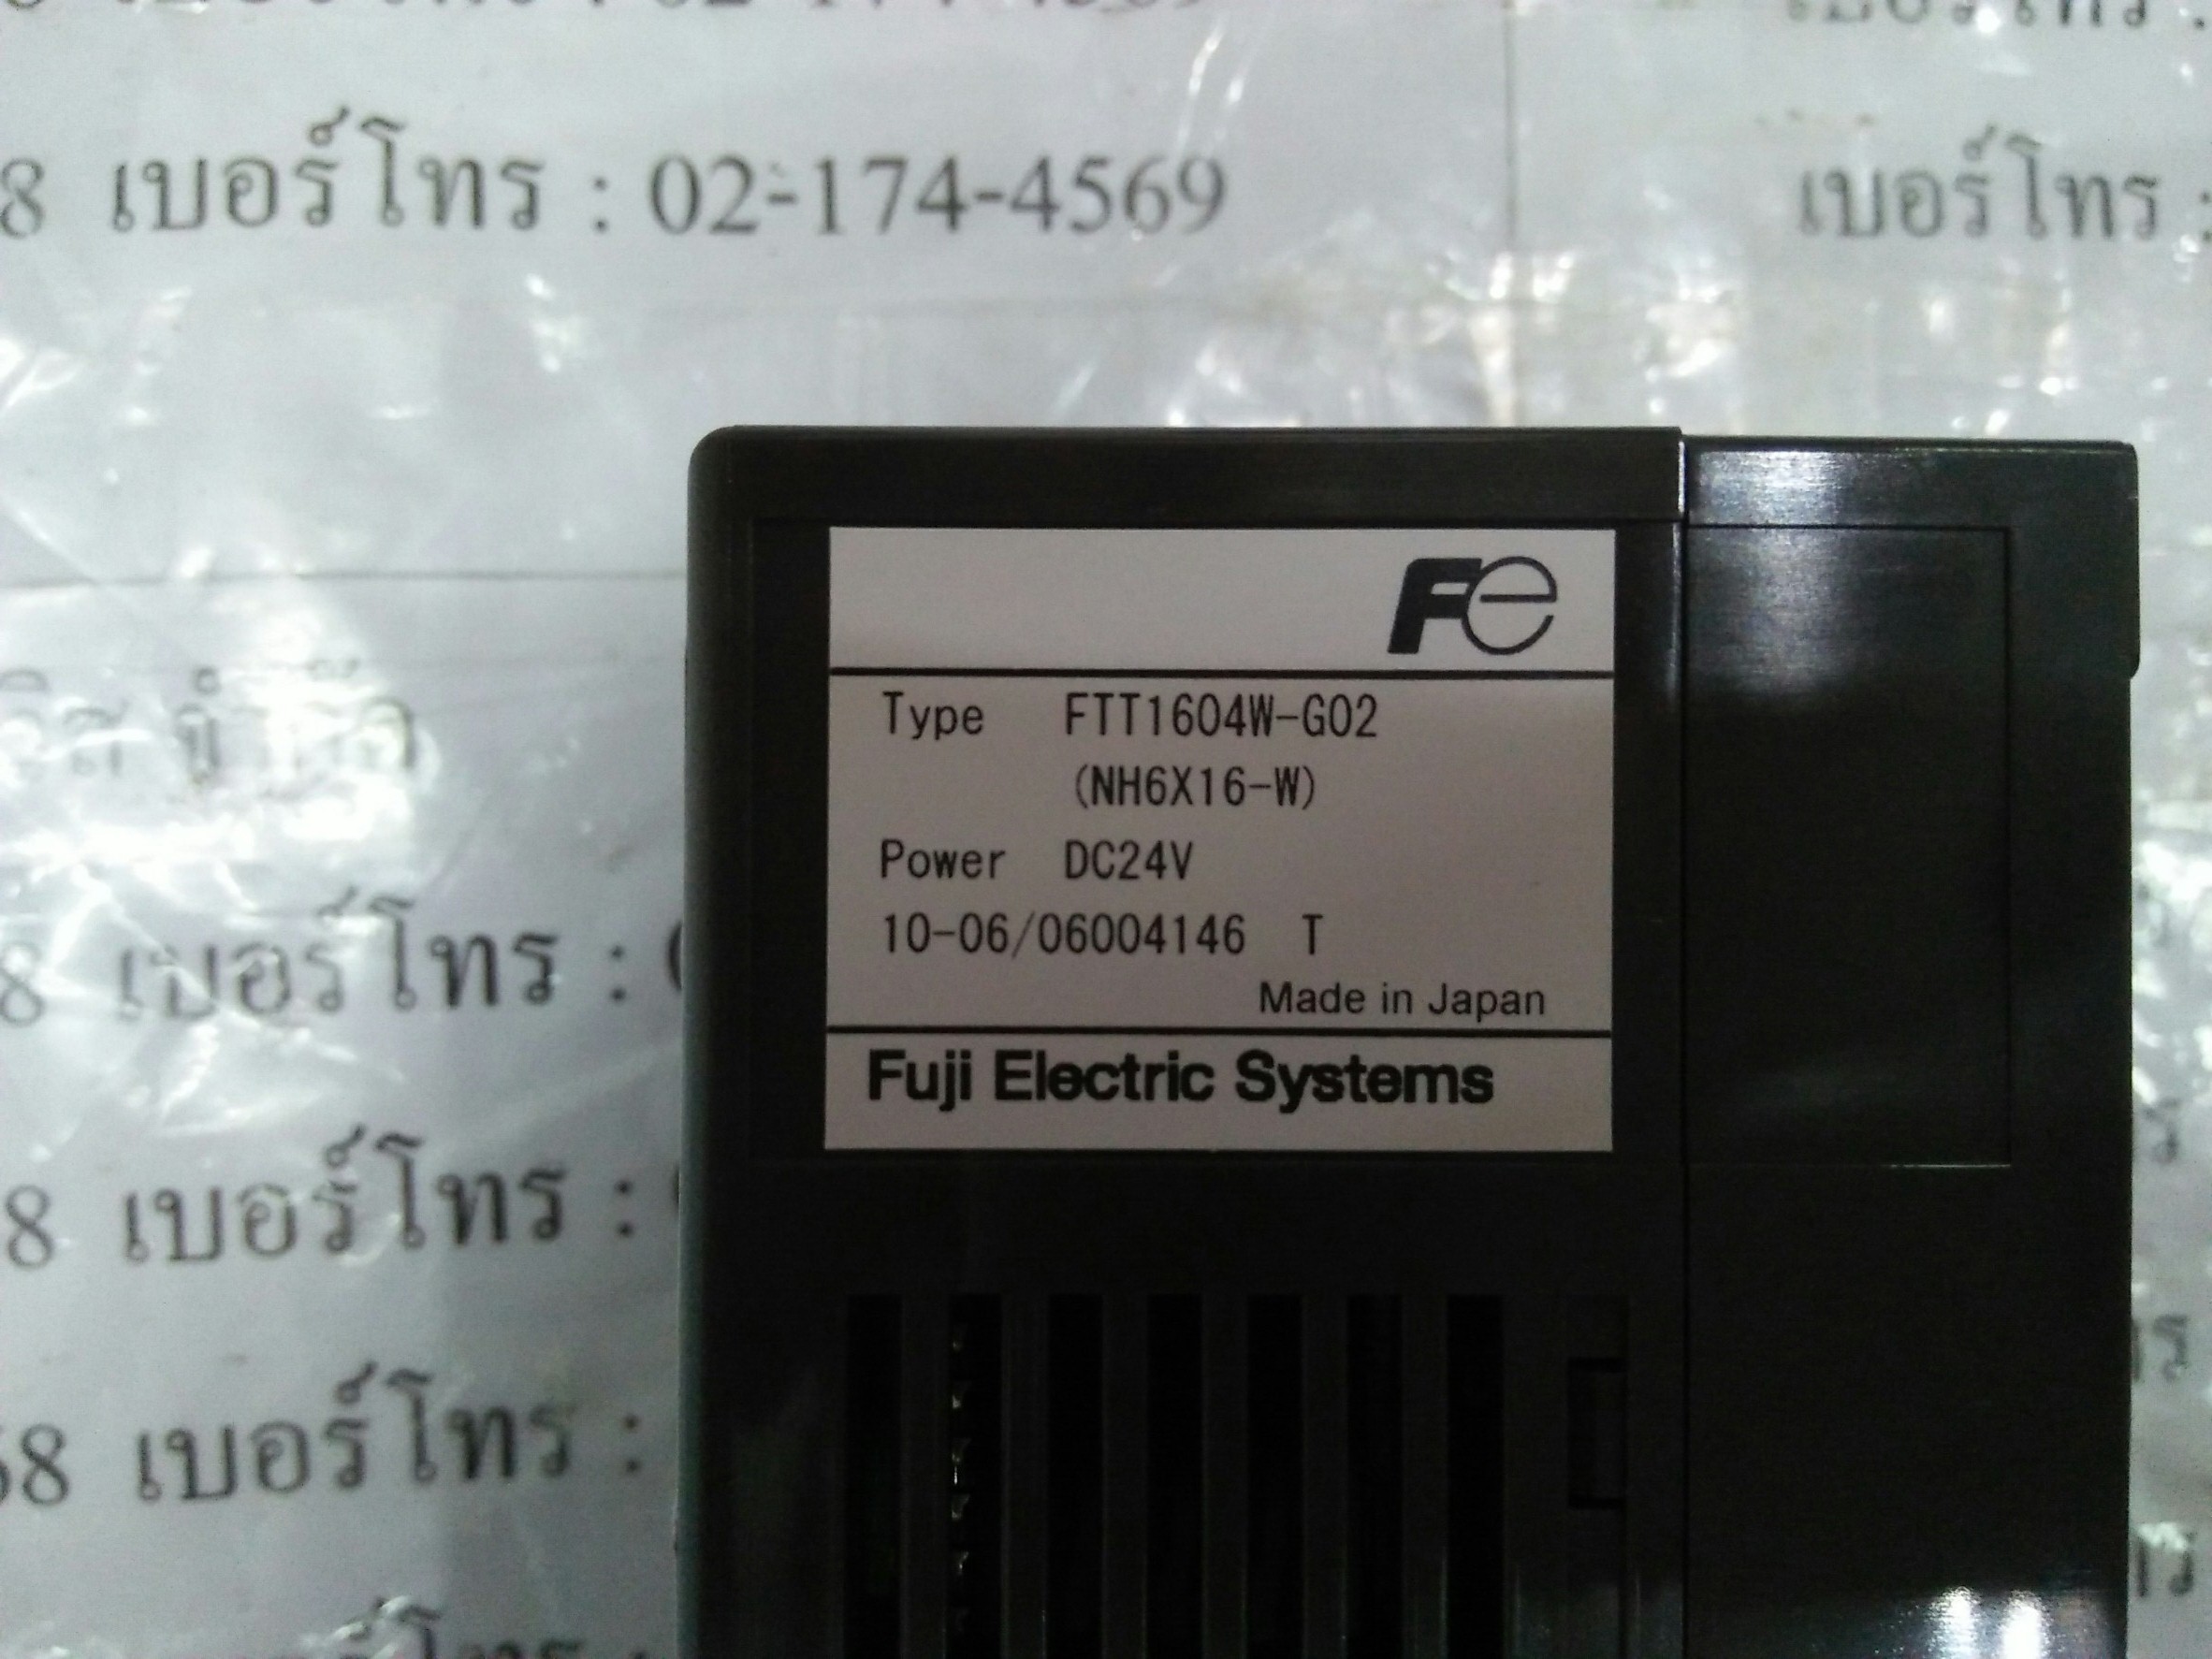 8 เบอร์โทร : 02-174-4569
เบอร์โทร :
Fe
Type FTT1604W-G02
(NH6X16-W)
Power DC24V
10-06/06004146 T
Made in Japan
Fuji Electric Systems
8 เบอร์โทร :
8 เบอร์โทร :
68 เบอร์โทร :